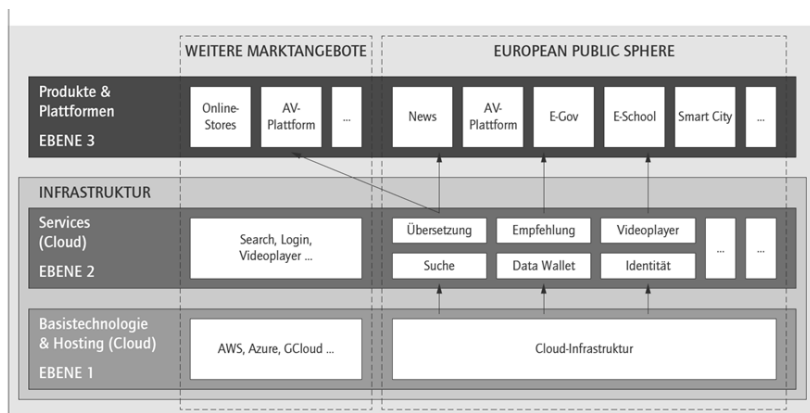 WEITERE MARKTANGEBOTE
EUROPEAN PUBLIC SPHERE
Produkte &
Plattformen
EBENE 3
Online-
Stores
AV-
Plattform
...
News
AV-
Plattform
E-Gov
E-School
Smart City
...
INFRASTRUKTUR
Services
(Cloud)
EBENE 2
Search, Login,
Videoplayer ...
Übersetzung
Empfehlung
Videoplayer
Suche
Data Wallet
Identität
...
...
Basistechnologie
& Hosting (Cloud)
EBENE 1
AWS, Azure, GCloud ...
Cloud-Infrastruktur